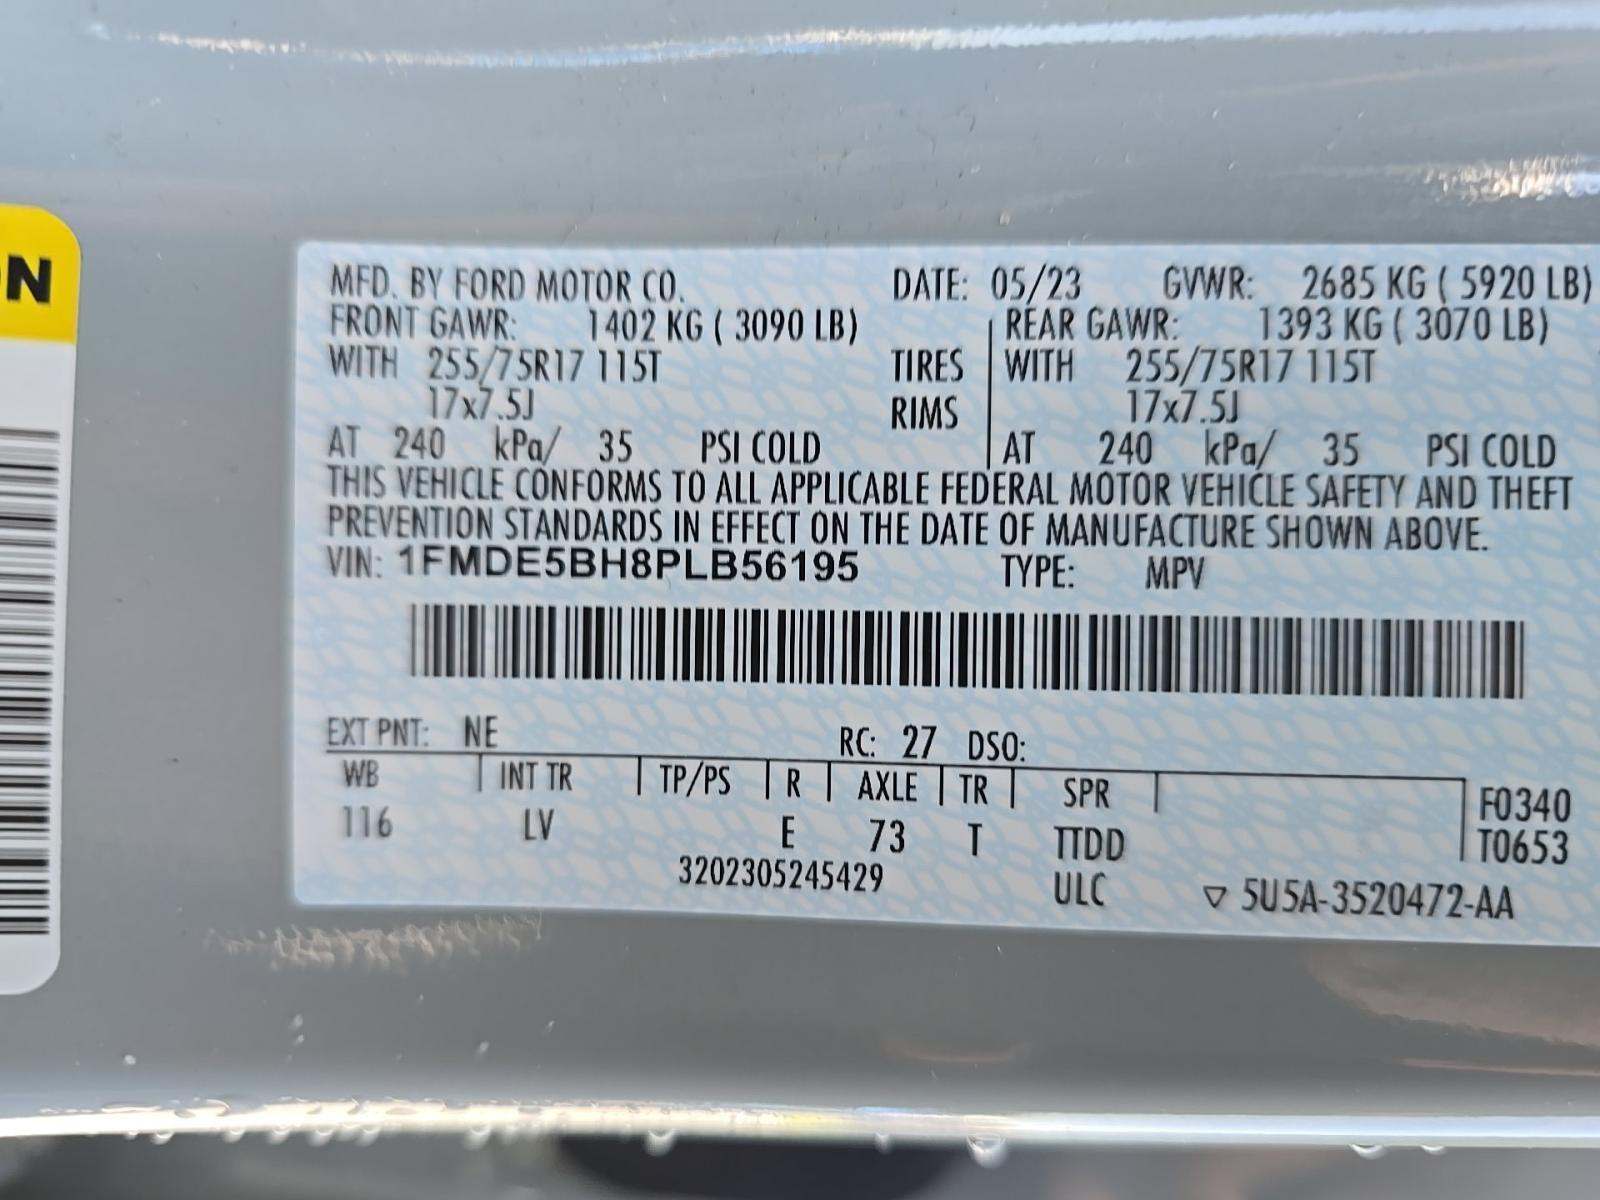 N
MFD. BY FORD MOTOR CO. DATE: 05/23 GVWR: 2685 KG ( 5920 LB)
FRONT GAWR: 1402 KG ( 3090 LB) REAR GAWR: 1393 KG ( 3070 LB)
WITH 255/75R17 115T TIRES WITH 255/75R17 115T
17x7.5J RIMS 17x7.5J
AT 240 kPa/ 35 PSI COLD AT 240 kPa/ 35 PSI COLD
THIS VEHICLE CONFORMS TO ALL APPLICABLE FEDERAL MOTOR VEHICLE SAFETY AND THEFT
PREVENTION STANDARDS IN EFFECT ON THE DATE OF MANUFACTURE SHOWN ABOVE.
VIN: 1FMDE5BH8PLB56195 TYPE: MPV
EXT PNT: NE RC: 27 DSO:
WB INT TR TP/PS R AXLE TR SPR F0340
116 LV E 73 T TTDD T0653
3202305245429 ULC ▽ 5U5A-3520472-AA